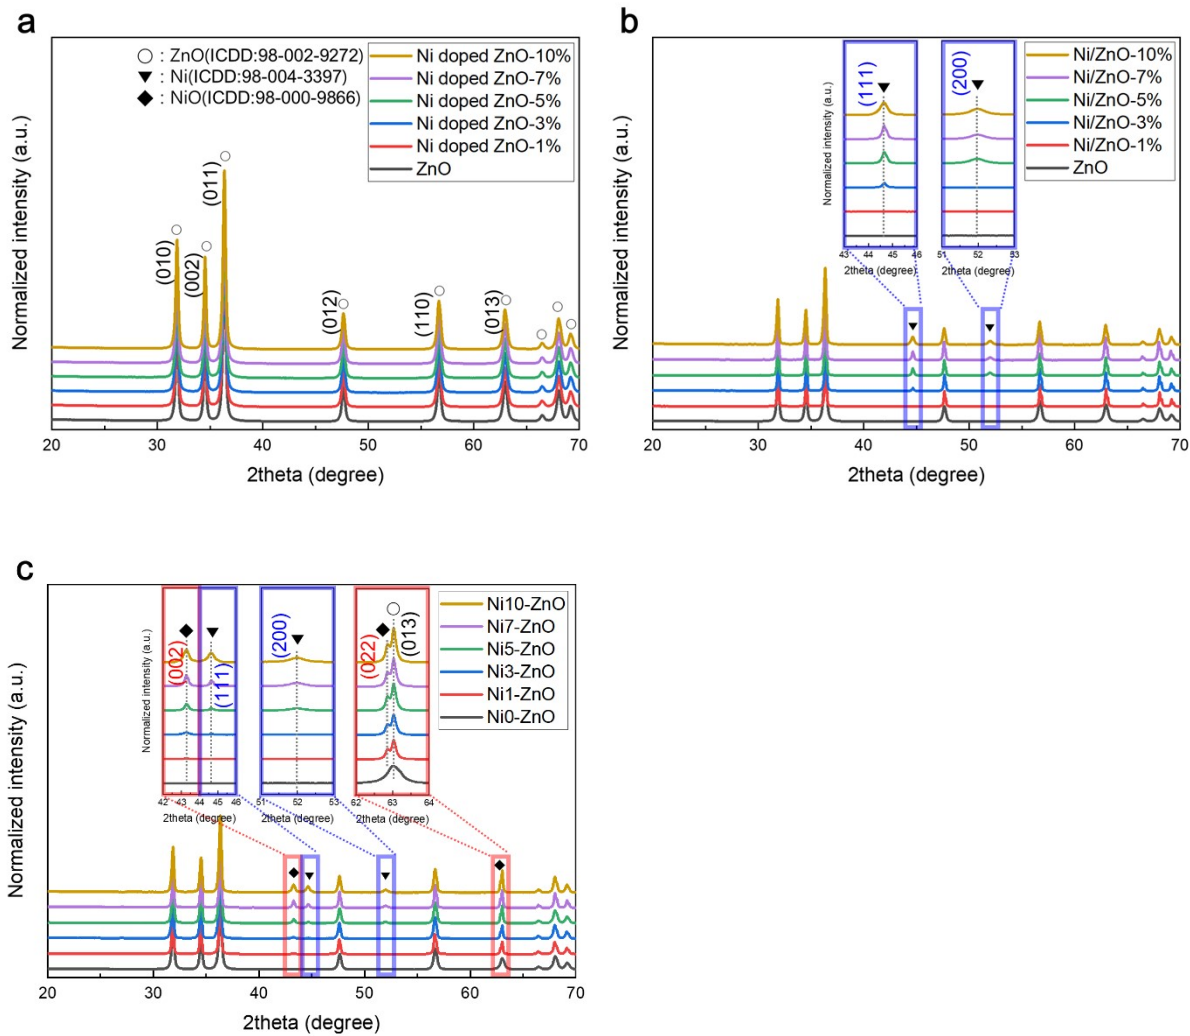 a
○ : ZnO(ICDD:98-002-9272)
▼ : Ni(ICDD:98-004-3397)
◆ : NiO(ICDD:98-000-9866)
Ni doped ZnO-10%
Ni doped ZnO-7%
Ni doped ZnO-5%
Ni doped ZnO-3%
Ni doped ZnO-1%
ZnO
Normalized intensity (a.u.)
(010)
(002)
(011)
(012)
(110)
(013)
20 30 40 50 60 70
2theta (degree)
b
Ni/ZnO-10%
Ni/ZnO-7%
Ni/ZnO-5%
Ni/ZnO-3%
Ni/ZnO-1%
ZnO
Normalized intensity (a.u.)
Normalized intensity (a.u.)
(111)
(200)
43 44 45 46
2theta (degree)
51 52 53
2theta (degree)
20 30 40 50 60 70
2theta (degree)
c
Ni10-ZnO
Ni7-ZnO
Ni5-ZnO
Ni3-ZnO
Ni1-ZnO
Ni0-ZnO
Normalized intensity (a.u.)
Normalized intensity (a.u.)
(002)
(111)
(200)
(022)
(013)
42 43 44 45 46
2theta (degree)
51 52 53
2theta (degree)
62 63 64
2theta (degree)
20 30 40 50 60 70
2theta (degree)